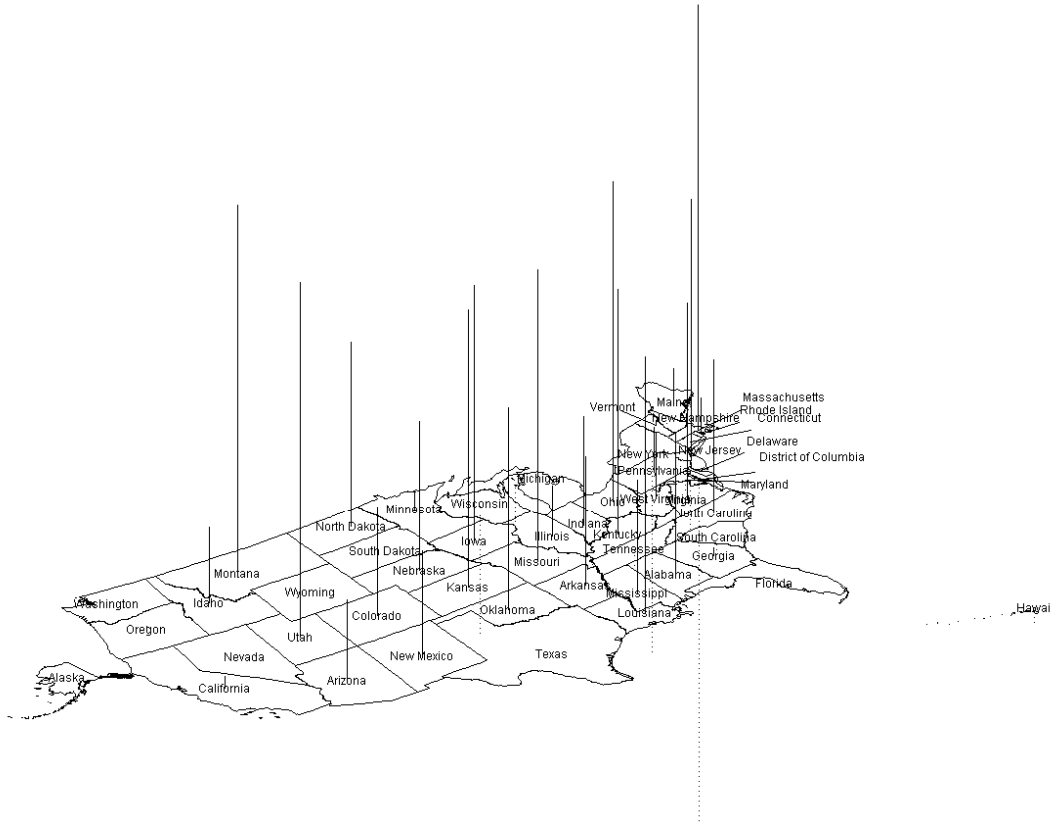 Massachusetts
Vermont
Maine
Rhode Island
New Hampshire
Connecticut
Delaware
New York
New Jersey
District of Columbia
Pennsylvania
Michigan
Maryland
Ohio
West Virginia
Virginia
Wisconsin
Minnesota
North Carolina
Indiana
North Dakota
Illinois
Kentucky
South Carolina
Iowa
South Dakota
Tennessee
Georgia
Missouri
Montana
Nebraska
Alabama
Florida
Kansas
Arkansa
Wyoming
Mississippi
Washington
Idaho
Hawai
Oklahoma
Louisiana
Colorado
Oregon
Utah
Texas
Nevada
New Mexico
Alaska
Arizona
California